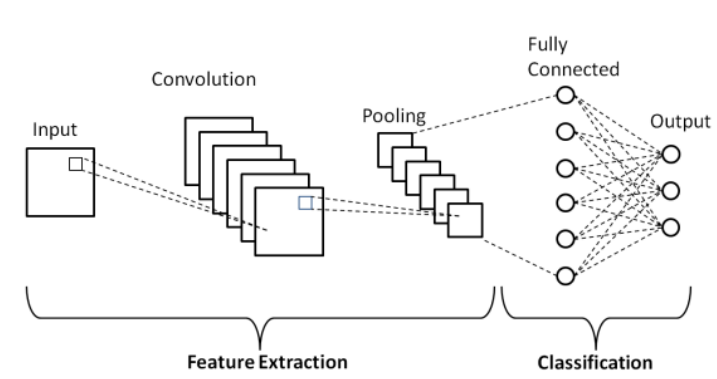 Input
Convolution
Pooling
Fully
Connected
Output
Feature Extraction
Classification